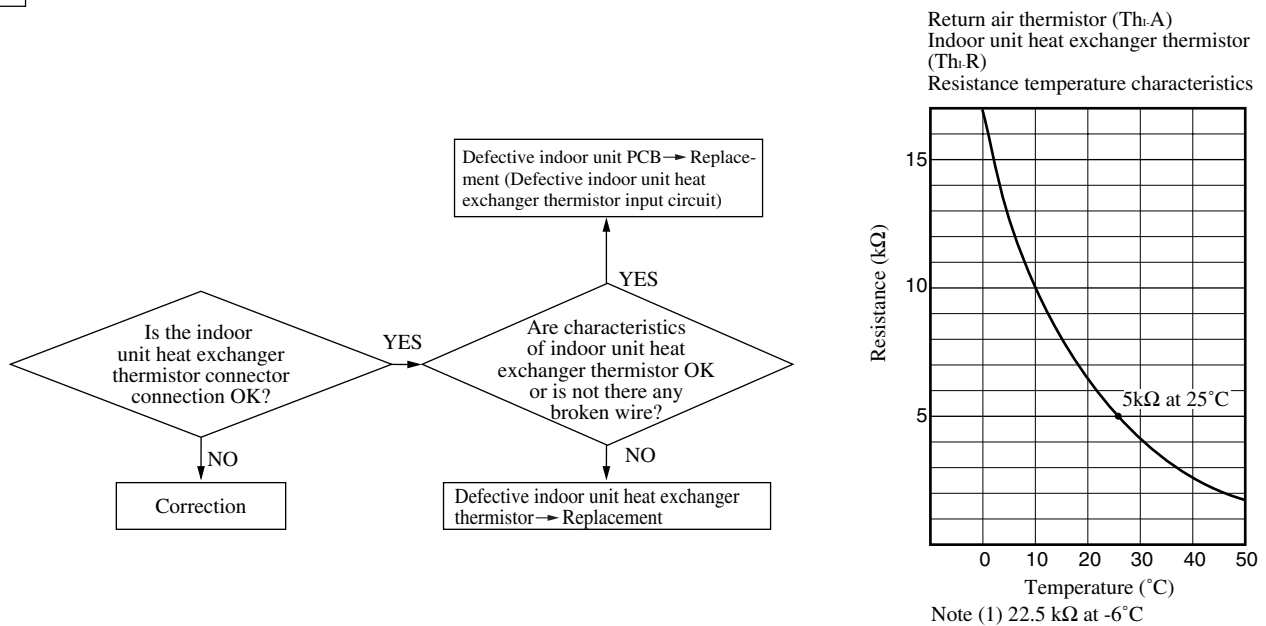 Return air thermistor (ThI-A)
Indoor unit heat exchanger thermistor
(ThI-R)
Resistance temperature characteristics
Defective indoor unit PCB→Replace-
ment (Defective indoor unit heat
exchanger thermistor input circuit)
YES
Is the indoor
unit heat exchanger
thermistor connector
connection OK?
YES
Are characteristics
of indoor unit heat
exchanger thermistor OK
or is not there any
broken wire?
NO
Correction
NO
Defective indoor unit heat exchanger
thermistor→Replacement
Resistance (kΩ)
15
10
5
5kΩ at 25˚C
0 10 20 30 40 50
Temperature (˚C)
Note (1) 22.5 kΩ at -6˚C